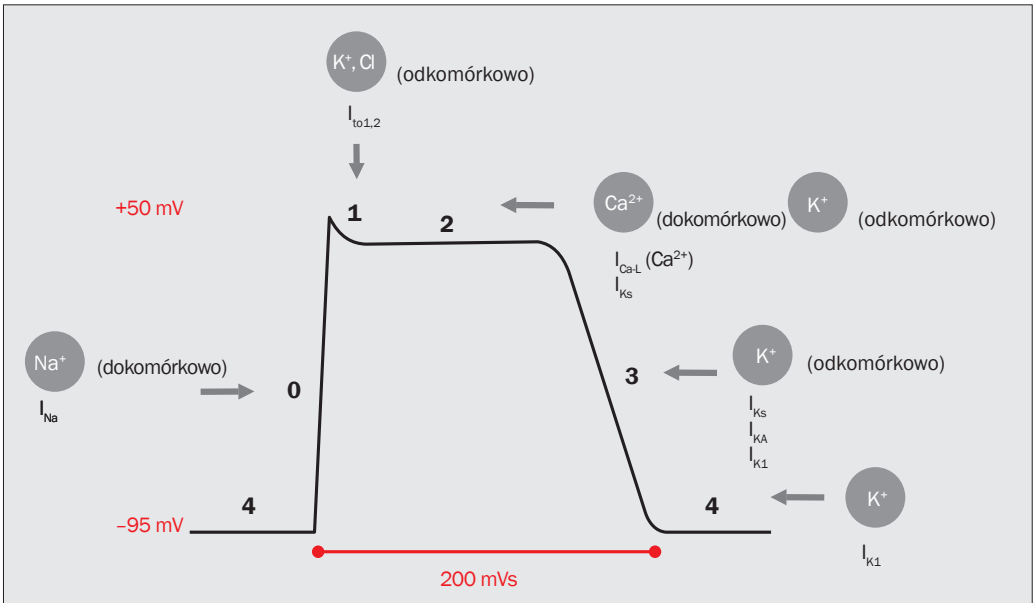 K⁺, Cl (odkomórkowo)
I_to1,2
+50 mV
1
2
Ca²⁺ (dokomórkowo) K⁺ (odkomórkowo)
I_Ca-L (Ca²⁺)
I_Ks
Na⁺ (dokomórkowo)
I_Na
0
3
K⁺ (odkomórkowo)
I_Ks
I_KA
I_K1
4
4
K⁺
–95 mV
I_K1
200 mVs